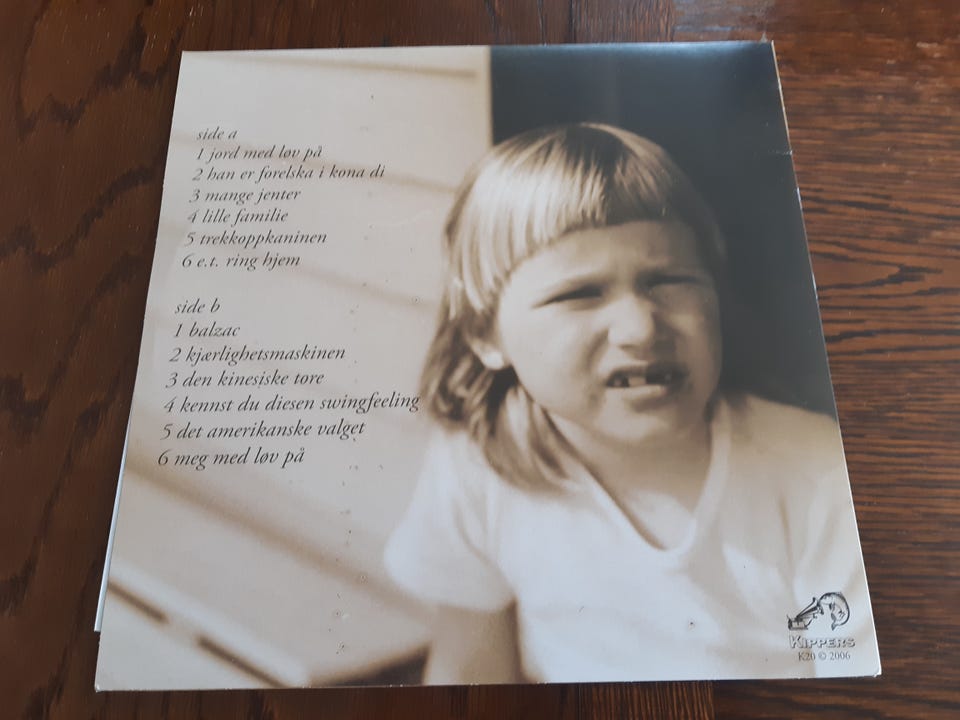 side a
1 jord med løv på
2 han er forelska i kona di
3 mange jenter
4 lille familie
5 trekkoppkaninen
6 e.t. ring hjem
side b
1 balzac
2 kjærlighetsmaskinen
3 den kinesiske tore
4 kennst du diesen swingfeeling
5 det amerikanske valget
6 meg med løv på
KIPPERS
K20 © 2006